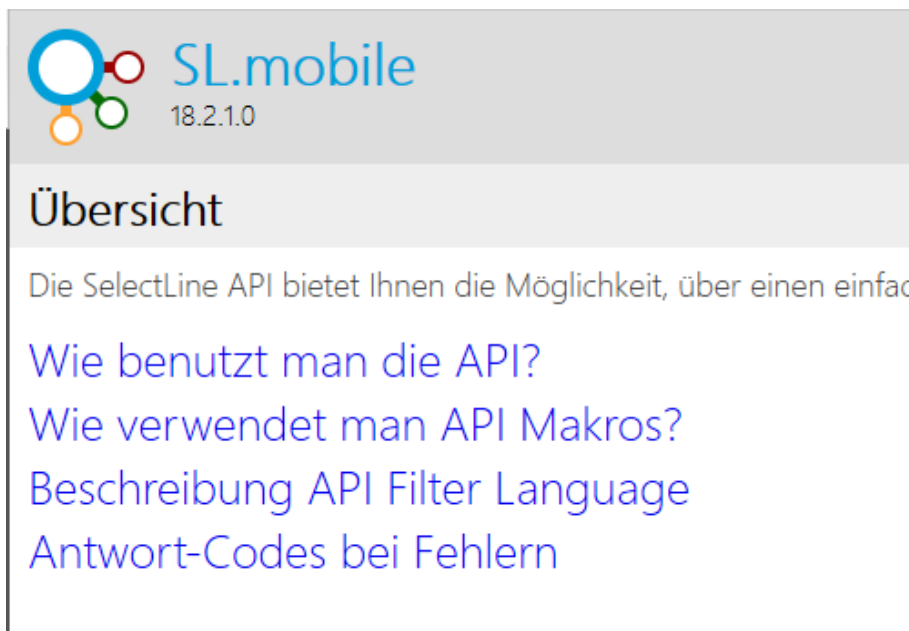 SL.mobile
18.2.1.0
Übersicht
Die SelectLine API bietet Ihnen die Möglichkeit, über einen
Wie benutzt man die API?
Wie verwendet man API Makros?
Beschreibung API Filter Language
Antwort-Codes bei Fehlern